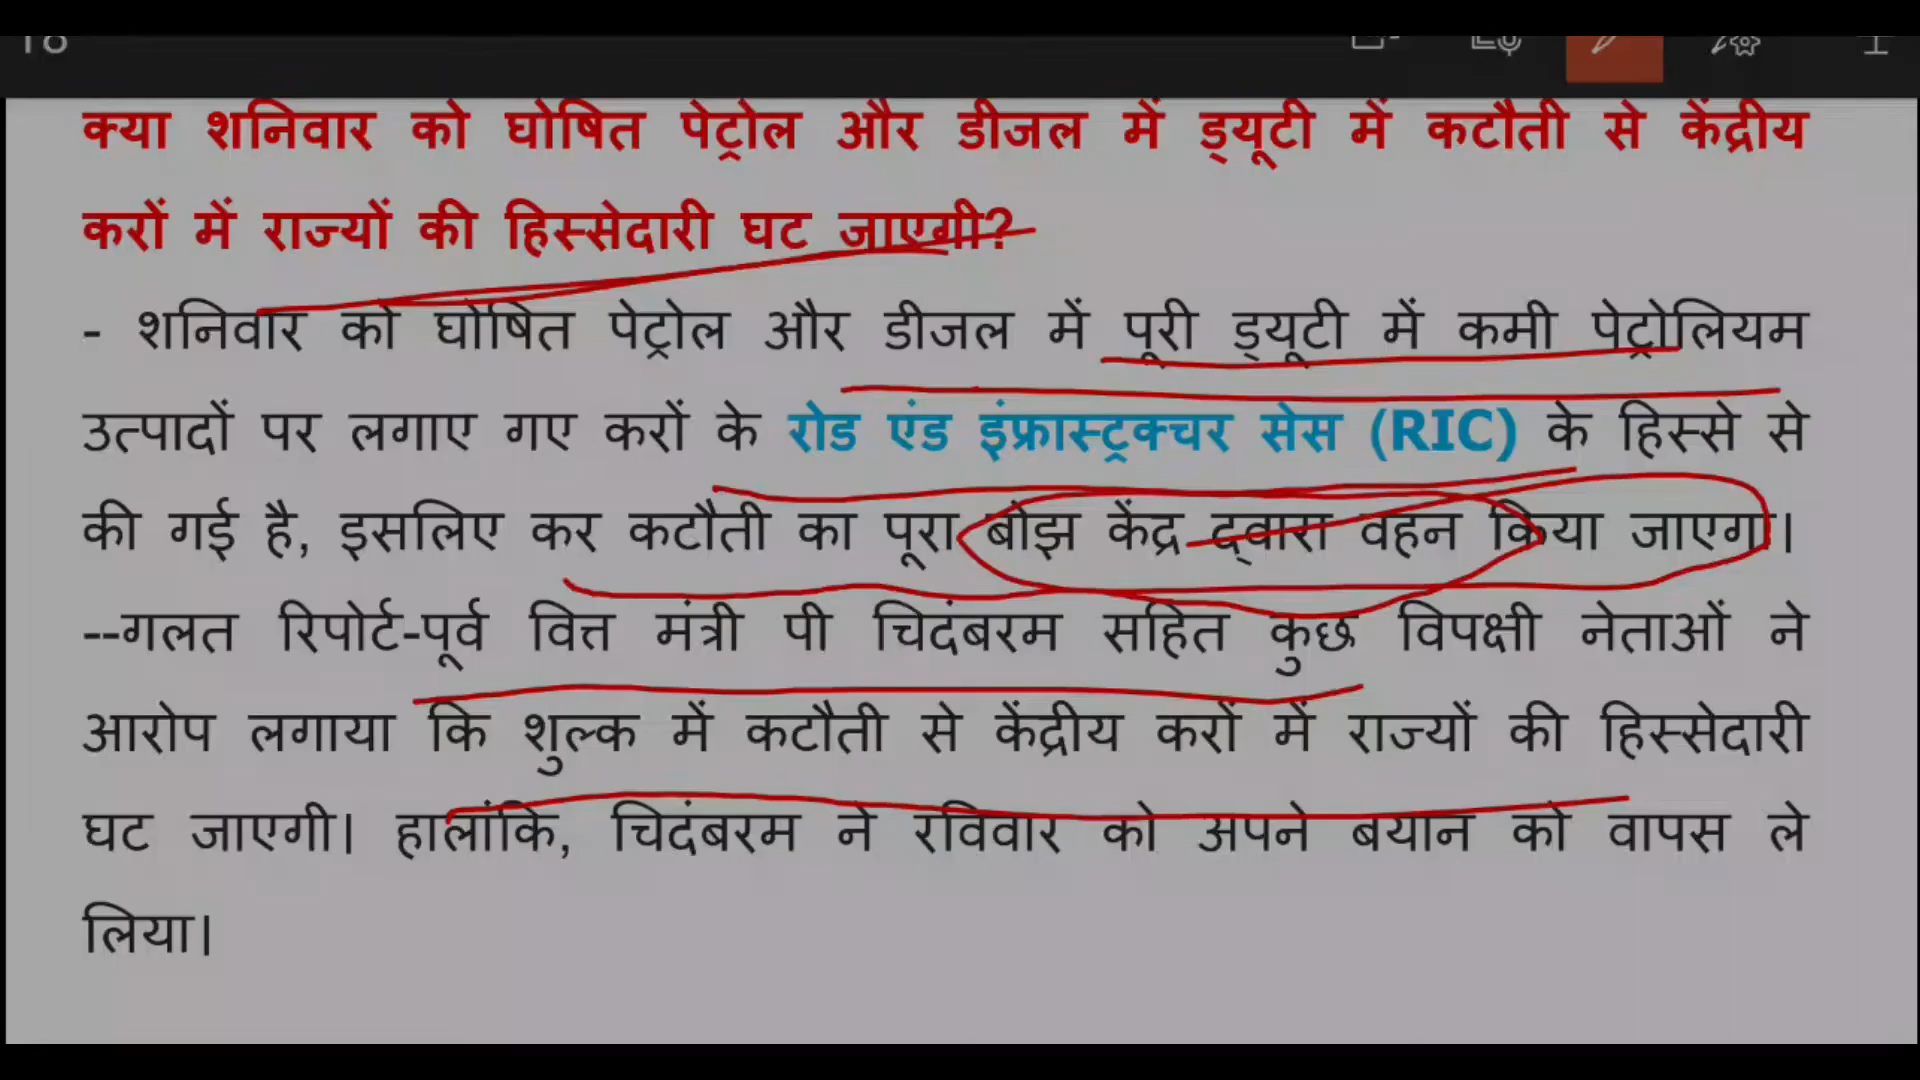 18
क्या शनिवार को घोषित पेट्रोल और डीजल में ड्यूटी में कटौती से केंद्रीय
करों में राज्यों की हिस्सेदारी घट जाएगी?
- शनिवार को घोषित पेट्रोल और डीजल में पूरी ड्यूटी में कमी पेट्रोलियम
उत्पादों पर लगाए गए करों के रोड एंड इंफ्रास्ट्रक्चर सेस (RIC) के हिस्से से
की गई है, इसलिए कर कटौती का पूरा बोझ केंद्र द्वारा वहन किया जाएगा।
--गलत रिपोर्ट-पूर्व वित्त मंत्री पी चिदंबरम सहित कुछ विपक्षी नेताओं ने
आरोप लगाया कि शुल्क में कटौती से केंद्रीय करों में राज्यों की हिस्सेदारी
घट जाएगी। हालांकि, चिदंबरम ने रविवार को अपने बयान को वापस ले
लिया।